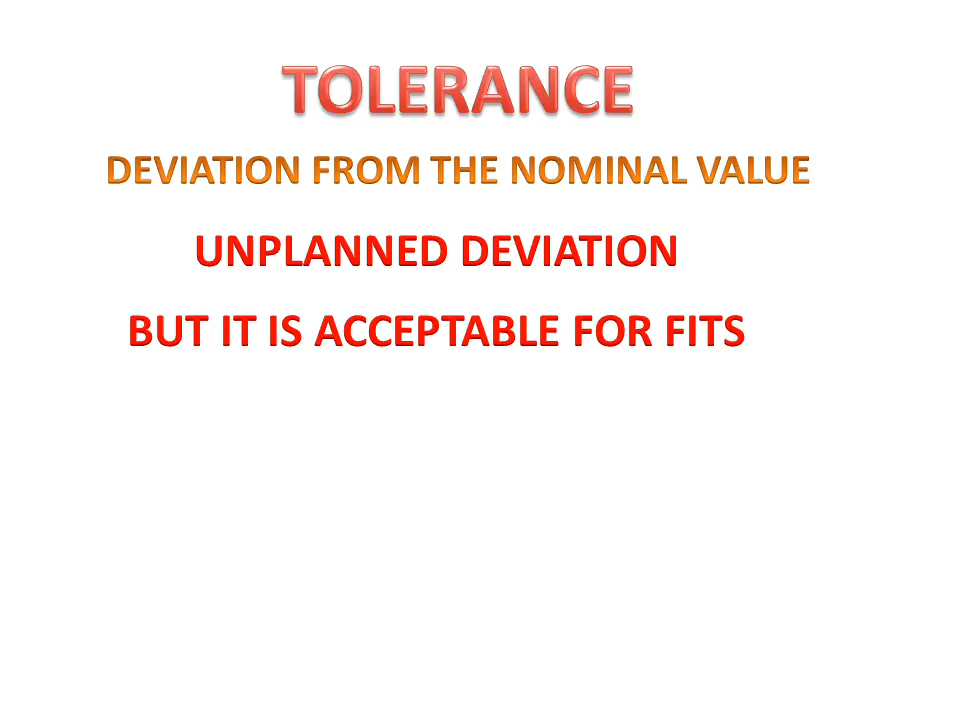 TOLERANCE
DEVIATION FROM THE NOMINAL VALUE
UNPLANNED DEVIATION
BUT IT IS ACCEPTABLE FOR FITS